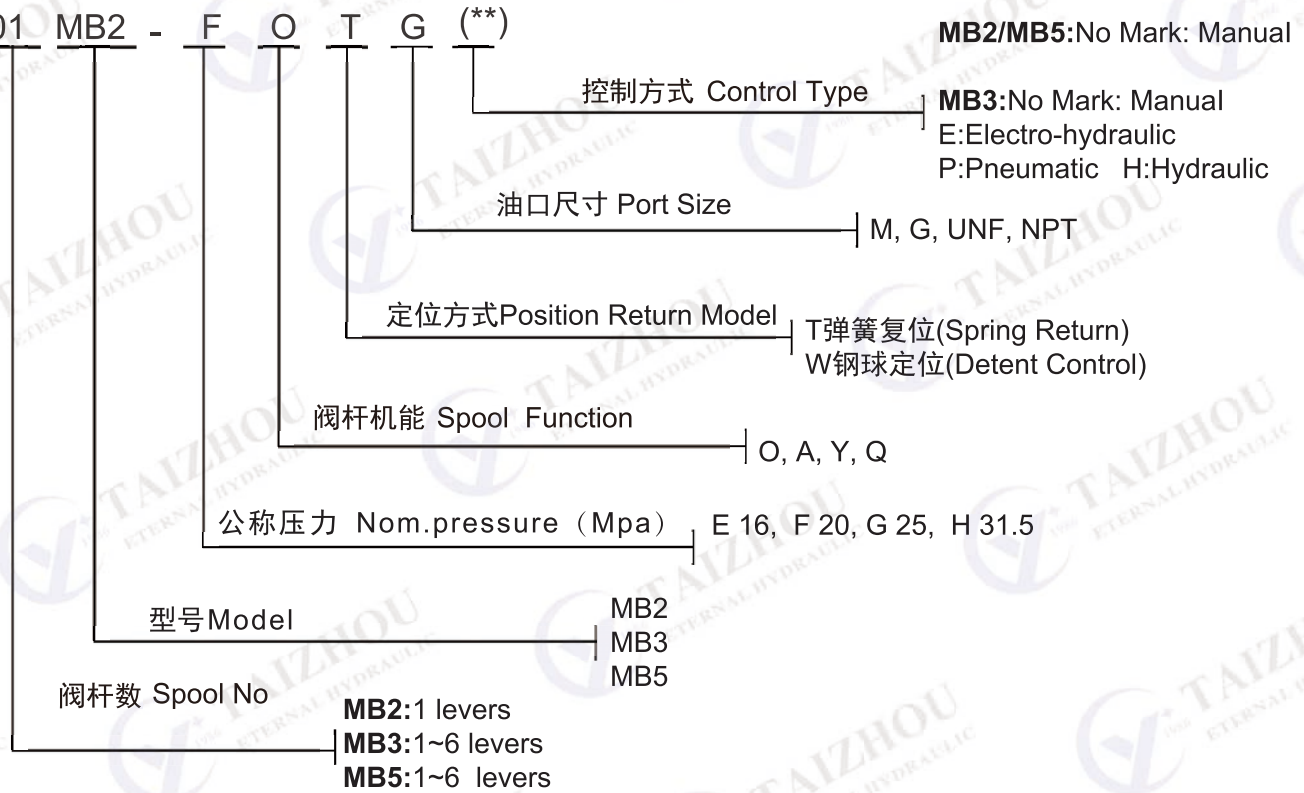 01 MB2 - F O T G (**)
MB2/MB5:No Mark: Manual
控制方式 Control Type
MB3:No Mark: Manual
E:Electro-hydraulic
P:Pneumatic H:Hydraulic
油口尺寸 Port Size
M, G, UNF, NPT
定位方式Position Return Model
T弹簧复位(Spring Return)
W钢球定位(Detent Control)
阀杆机能 Spool Function
O, A, Y, Q
公称压力 Nom.pressure（Mpa）
E 16, F 20, G 25, H 31.5
型号Model
MB2
MB3
MB5
阀杆数 Spool No
MB2:1 levers
MB3:1~6 levers
MB5:1~6 levers
TAIZHOU
ETERNAL HYDRAULIC